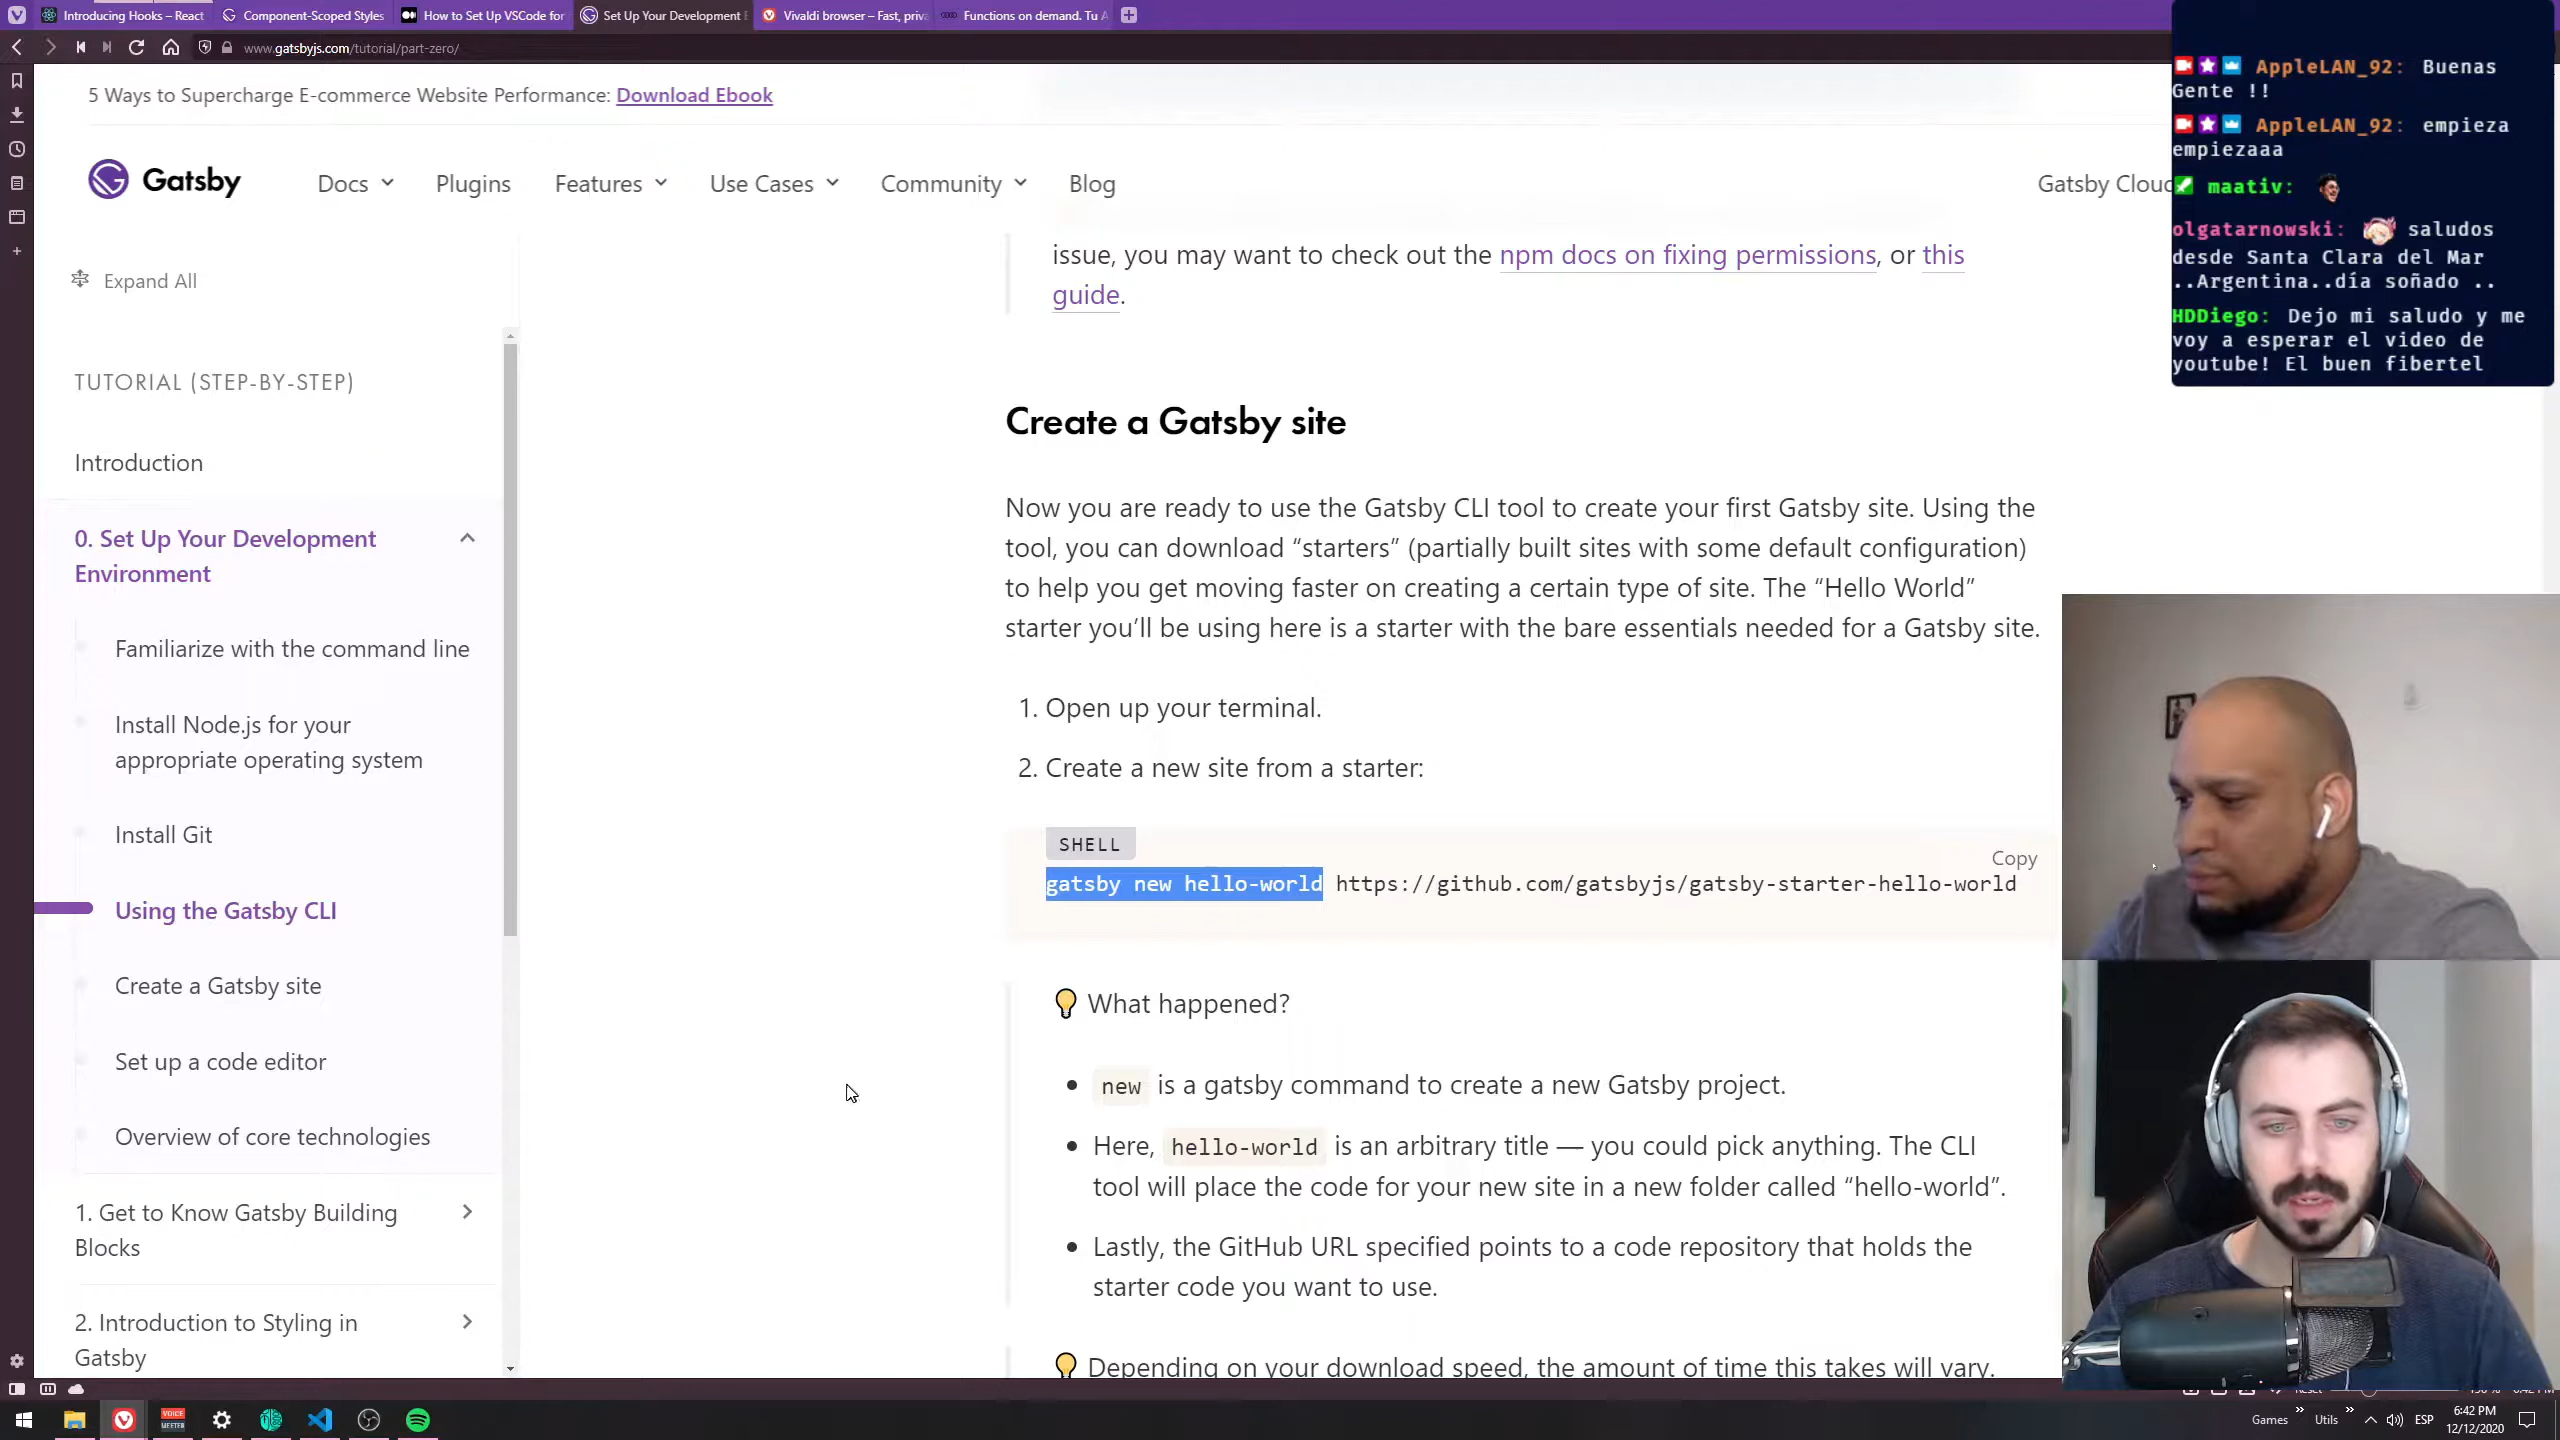 Introducing Hooks – React
Component-Scoped Styles
How to Set Up VSCode for
Set Up Your Development
Vivaldi browser – Fast, priva
Functions on demand. Tu A
www.gatsbyjs.com/tutorial/part-zero/
5 Ways to Supercharge E-commerce Website Performance: Download Ebook
Gatsby
Docs
Plugins
Features
Use Cases
Community
Blog
Gatsby Cloud
AppleLAN_92: Buenas
Gente !!
AppleLAN_92: empieza
empiezaaa
maativ:
olgatarnowski: saludos
desde Santa Clara del Mar
..Argentina..día soñado ..
HDDiego: Dejo mi saludo y me
voy a esperar el video de
youtube! El buen fibertel
Expand All
TUTORIAL (STEP-BY-STEP)
Introduction
0. Set Up Your Development
Environment
Familiarize with the command line
Install Node.js for your
appropriate operating system
Install Git
Using the Gatsby CLI
Create a Gatsby site
Set up a code editor
Overview of core technologies
1. Get to Know Gatsby Building
Blocks
2. Introduction to Styling in
Gatsby
issue, you may want to check out the npm docs on fixing permissions, or this
guide.
Create a Gatsby site
Now you are ready to use the Gatsby CLI tool to create your first Gatsby site. Using the
tool, you can download “starters” (partially built sites with some default configuration)
to help you get moving faster on creating a certain type of site. The “Hello World”
starter you’ll be using here is a starter with the bare essentials needed for a Gatsby site.
1. Open up your terminal.
2. Create a new site from a starter:
SHELL
Copy
gatsby new hello-world https://github.com/gatsbyjs/gatsby-starter-hello-world
What happened?
new is a gatsby command to create a new Gatsby project.
Here, hello-world is an arbitrary title — you could pick anything. The CLI
tool will place the code for your new site in a new folder called “hello-world”.
Lastly, the GitHub URL specified points to a code repository that holds the
starter code you want to use.
Depending on your download speed, the amount of time this takes will vary.
VOICE
MEETER
Games
Utils
ESP
6:42 PM
12/12/2020